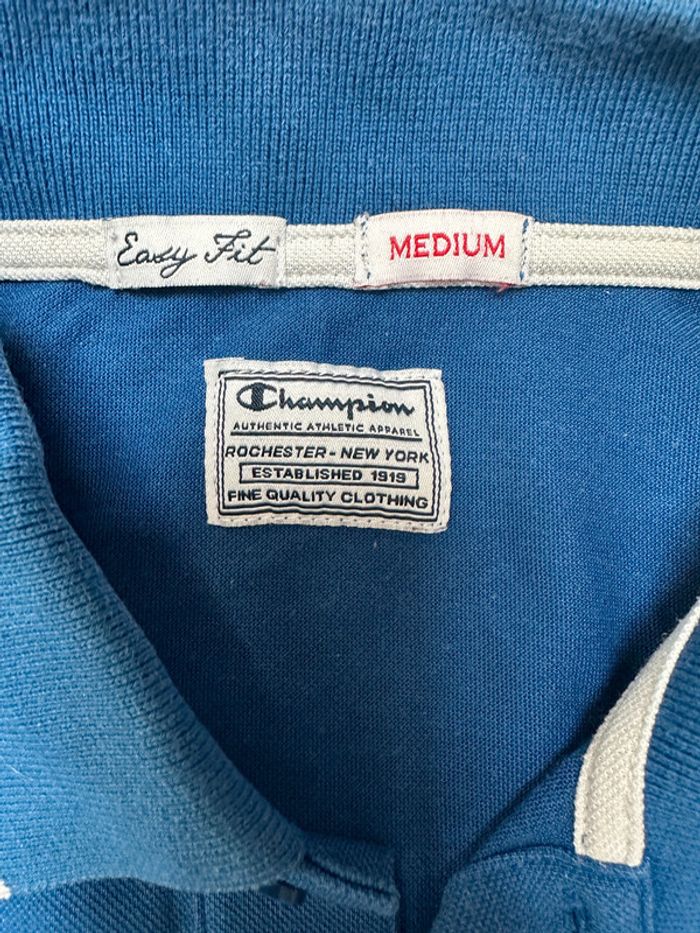 Easy Fit
MEDIUM
Champion
AUTHENTIC ATHLETIC APPAREL
ROCHESTER - NEW YORK
ESTABLISHED 1919
FINE QUALITY CLOTHING